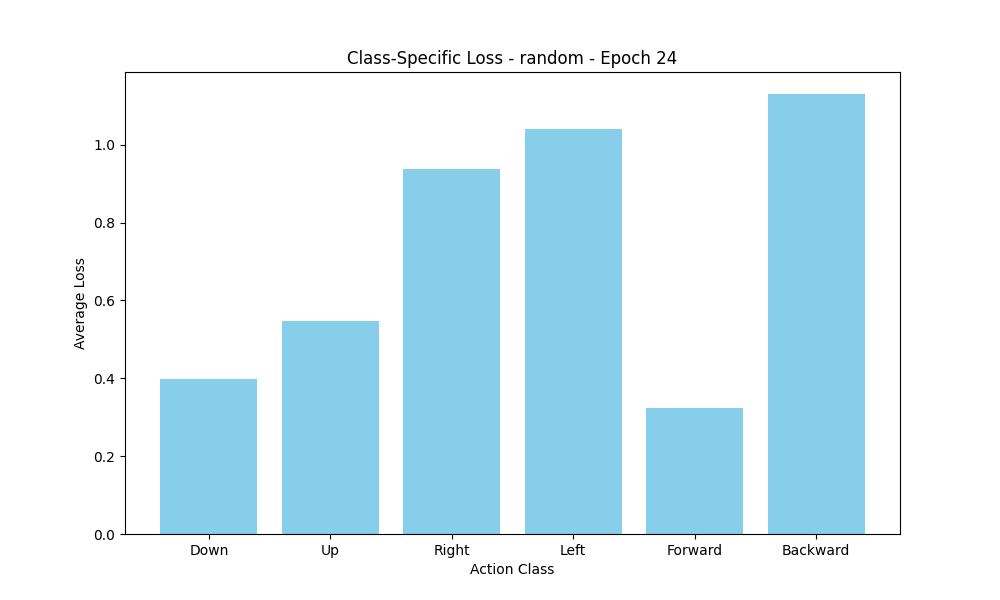 Class-Specific Loss - random - Epoch 24
Average Loss
1.0
0.8
0.6
0.4
0.2
0.0
Down Up Right Left Forward Backward
Action Class